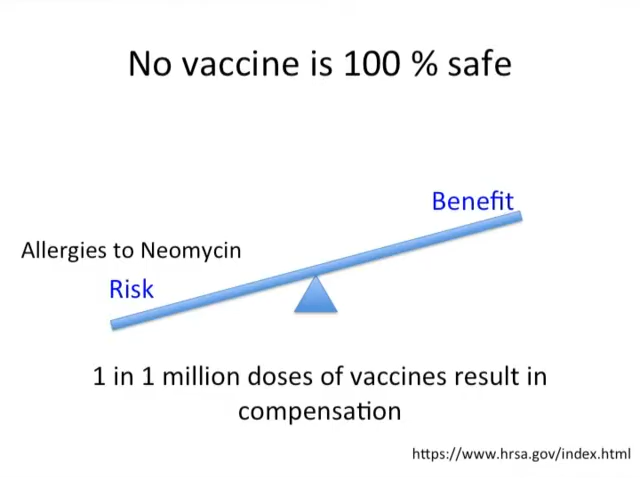 No vaccine is 100 % safe
Benefit
Allergies to Neomycin
Risk
1 in 1 million doses of vaccines result in
compensation
https://www.hrsa.gov/index.html